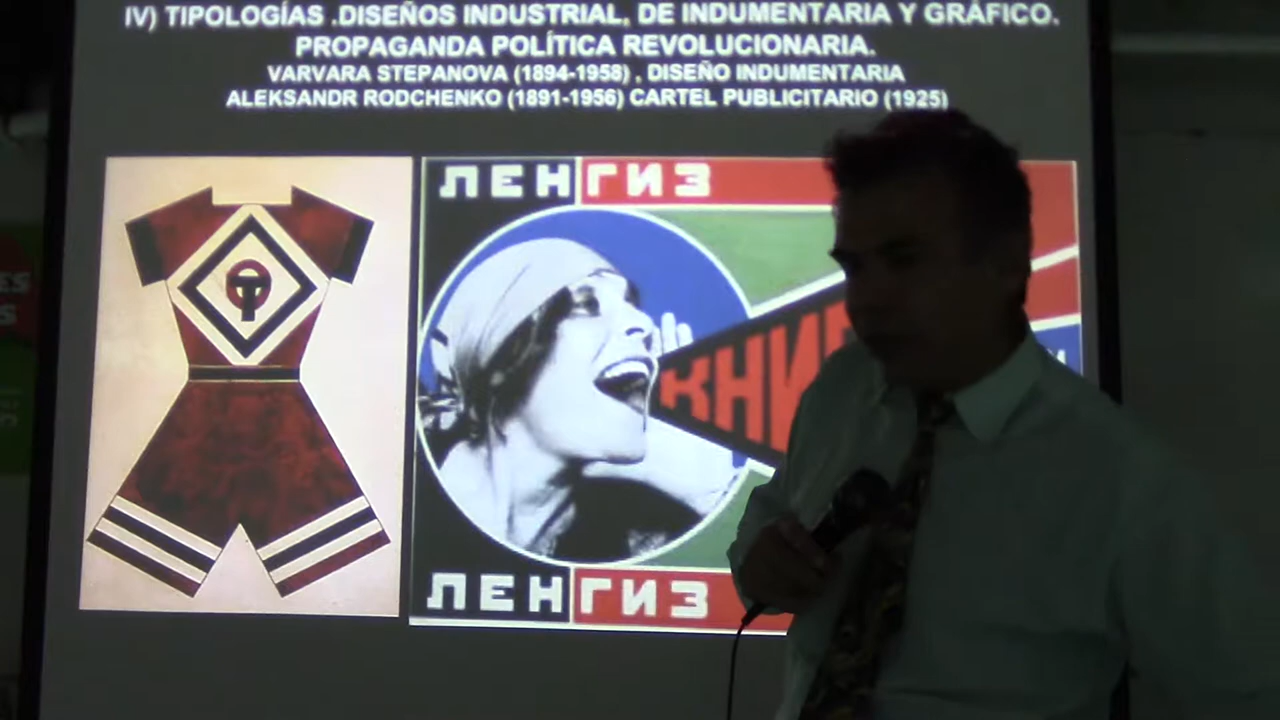 IV) TIPOLOGÍAS .DISEÑOS INDUSTRIAL, DE INDUMENTARIA Y GRÁFICO.
PROPAGANDA POLÍTICA REVOLUCIONARIA.
VARVARA STEPANOVA (1894-1958) , DISEÑO INDUMENTARIA
ALEKSANDR RODCHENKO (1891-1956) CARTEL PUBLICITARIO (1925)
ЛЕНГИЗ
ЛЕНГИЗ